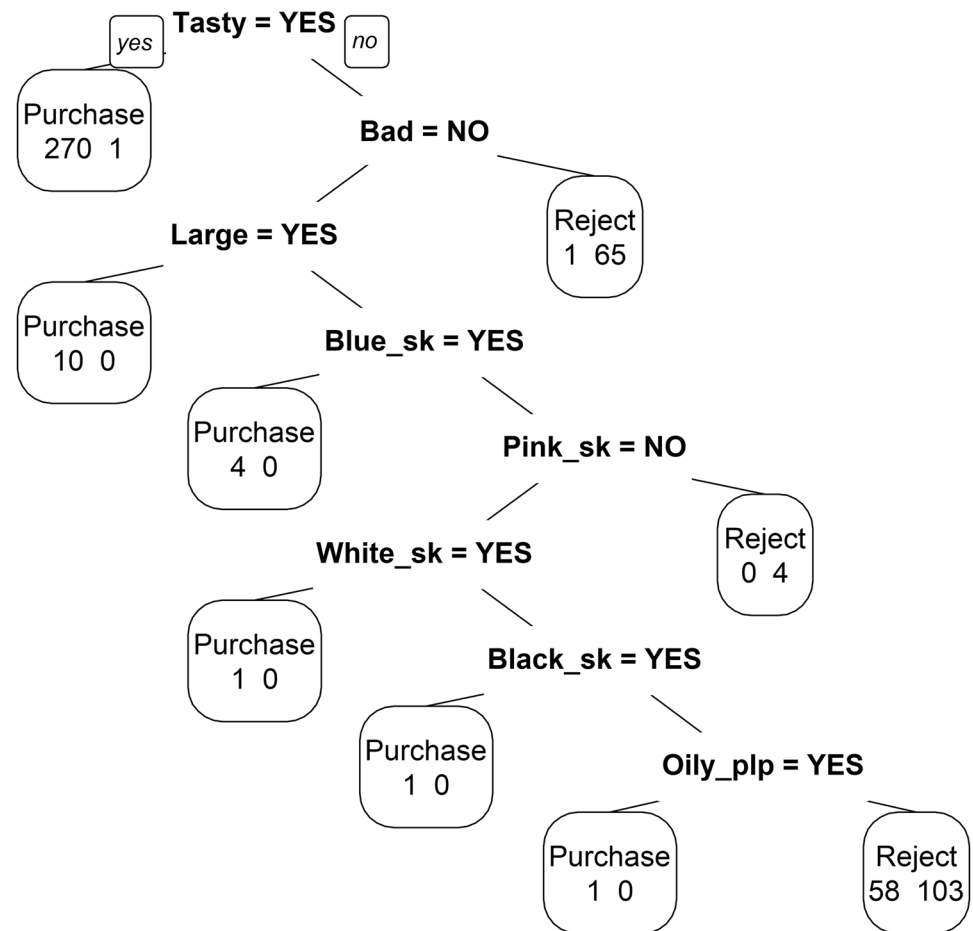 Tasty = YES
yes
no
Purchase
270 1
Bad = NO
Reject
1 65
Large = YES
Purchase
10 0
Blue_sk = YES
Purchase
4 0
Pink_sk = NO
Reject
0 4
White_sk = YES
Purchase
1 0
Black_sk = YES
Purchase
1 0
Oily_plp = YES
Purchase
1 0
Reject
58 103